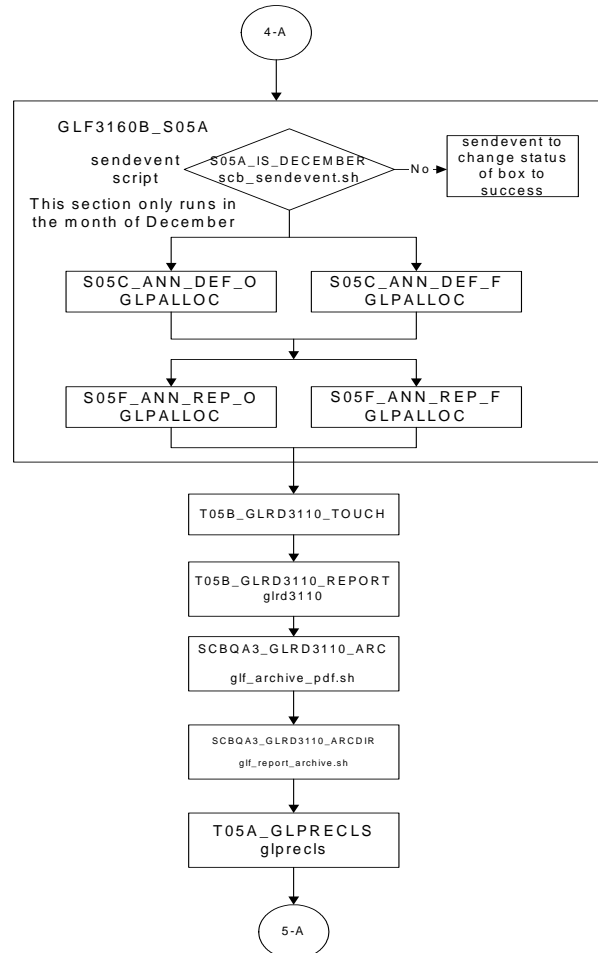 4-A
GLF3160B_S05A
sendevent
script
S05A_IS_DECEMBER
scb_sendevent.sh
No
sendevent to
change status
of box to
success
This section only runs in
the month of December
S05C_ANN_DEF_O
GLPALLOC
S05C_ANN_DEF_F
GLPALLOC
S05F_ANN_REP_O
GLPALLOC
S05F_ANN_REP_F
GLPALLOC
T05B_GLRD3110_TOUCH
T05B_GLRD3110_REPORT
glrd3110
SCBQA3_GLRD3110_ARC
glf_archive_pdf.sh
SCBQA3_GLRD3110_ARCDIR
glf_report_archive.sh
T05A_GLPRECLS
glprecls
5-A